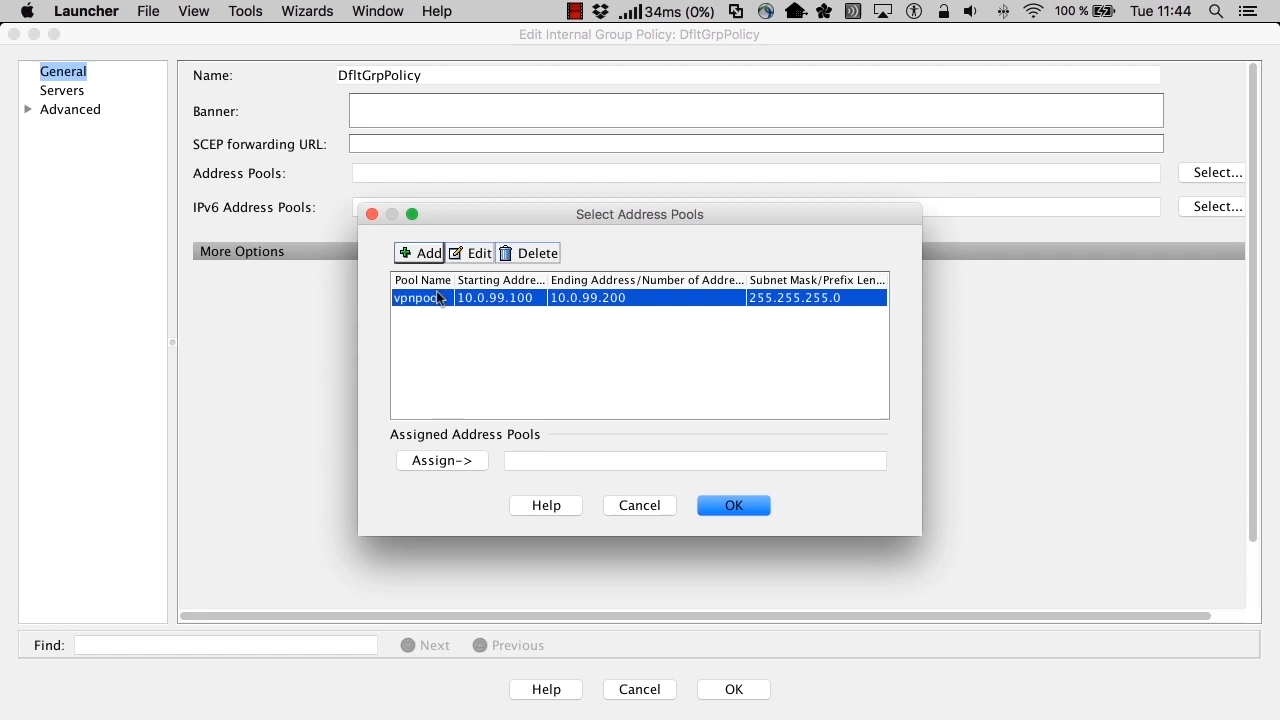 Launcher File View Tools Wizards Window Help 34ms (0%) 100 % Tue 11:44
Edit Internal Group Policy: DfltGrpPolicy
General
Servers
Advanced
Name: DfltGrpPolicy
Banner:
SCEP forwarding URL:
Address Pools: Select...
IPv6 Address Pools: Select...
More Options
Select Address Pools
Add Edit Delete
Pool Name Starting Addre... Ending Address/Number of Addre... Subnet Mask/Prefix Len...
10.0.99.100 10.0.99.200 255.255.255.0
Assigned Address Pools
Assign->
Help Cancel OK
Find: Next Previous
Help Cancel OK